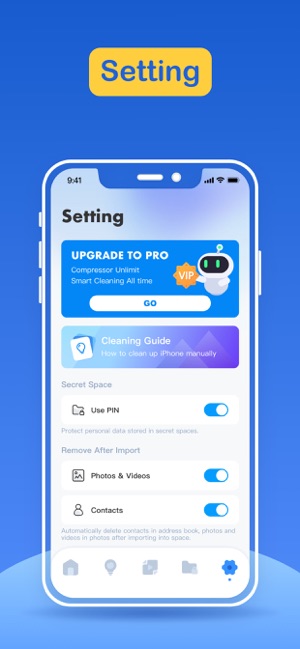 Setting
9:41
Setting
UPGRADE TO PRO
Compressor Unlimit
Smart Cleaning All time
VIP
GO
Cleaning Guide
How to clean up iPhone manually
Secret Space
Use PIN
Protect personal data stored in secret spaces.
Remove After Import
Photos & Videos
Contacts
Automatically delete contacts in address book, photos and
videos in photos after importing into space.